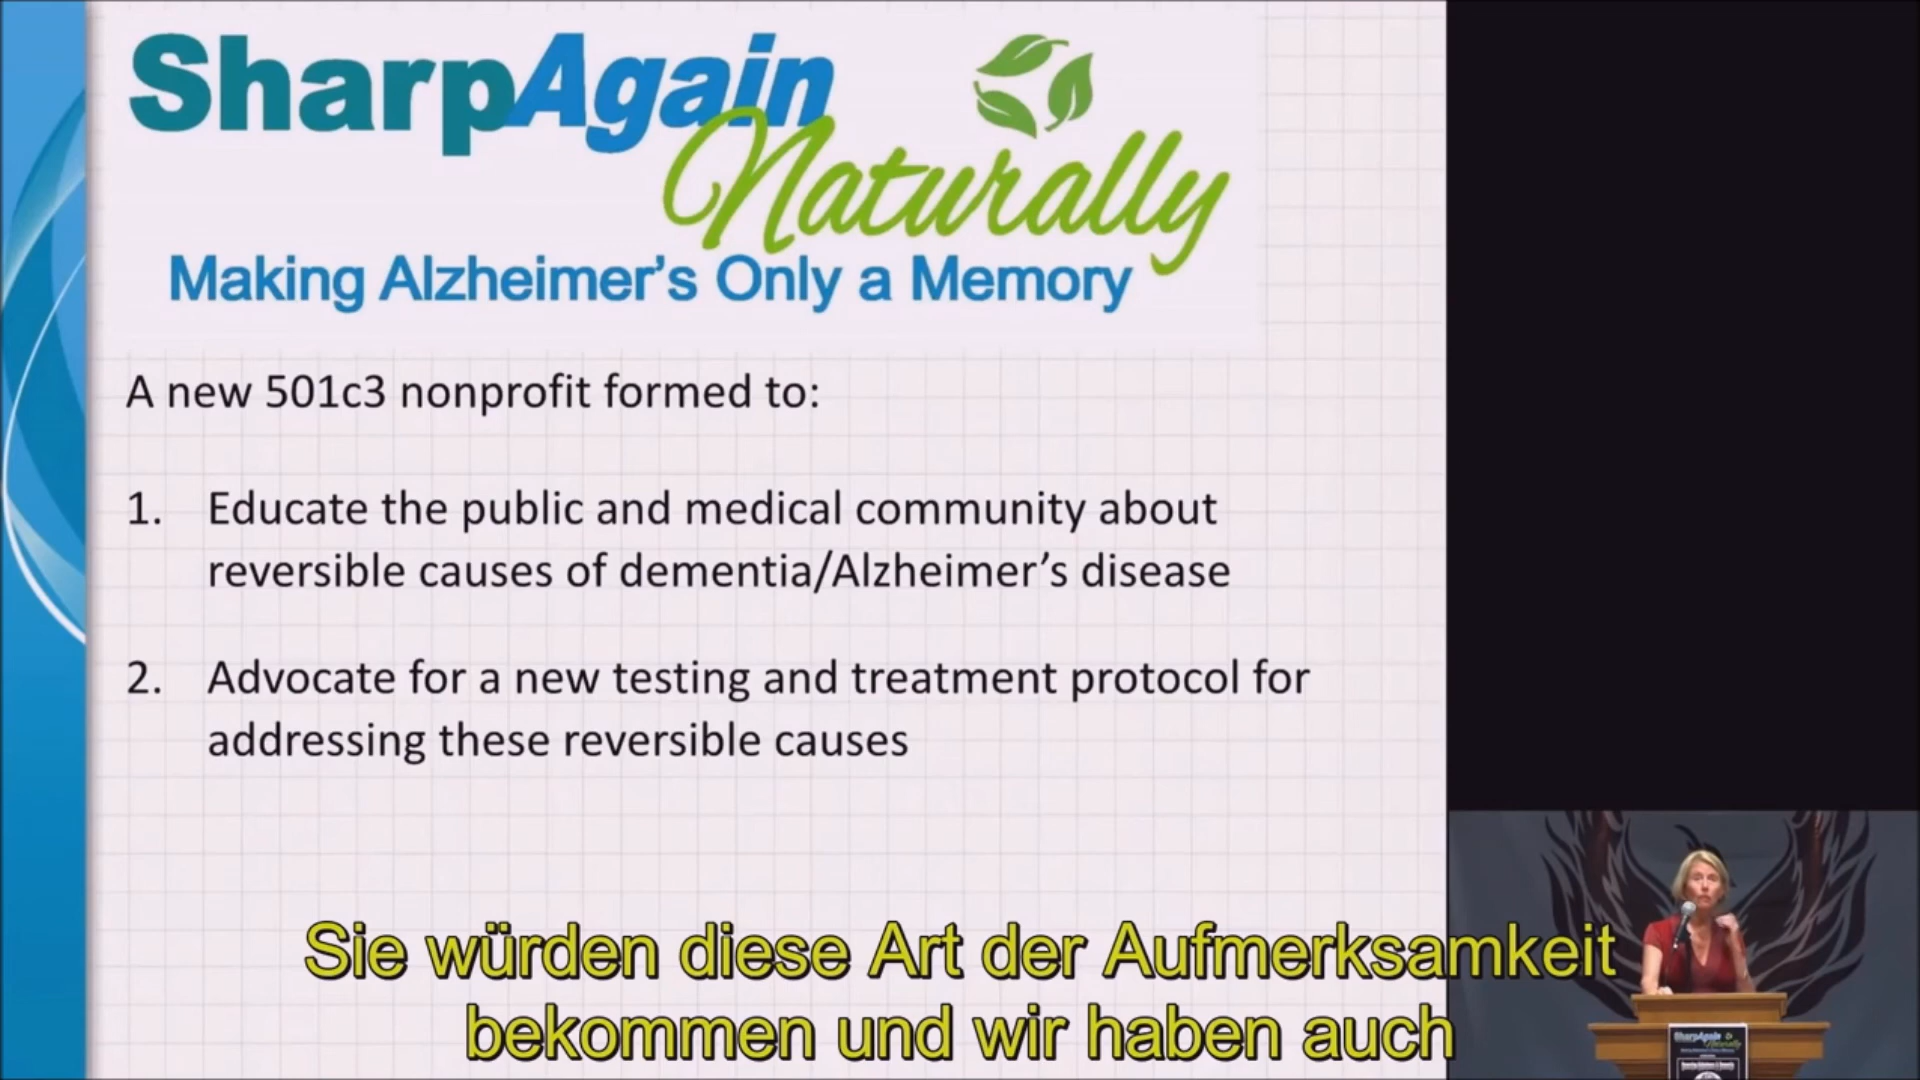 SharpAgain
Naturally
Making Alzheimer's Only a Memory
A new 501c3 nonprofit formed to:
1. Educate the public and medical community about
reversible causes of dementia/Alzheimer's disease
2. Advocate for a new testing and treatment protocol for
addressing these reversible causes
Sie würden diese Art der Aufmerksamkeit
bekommen und wir haben auch
SharpAgain
Naturally